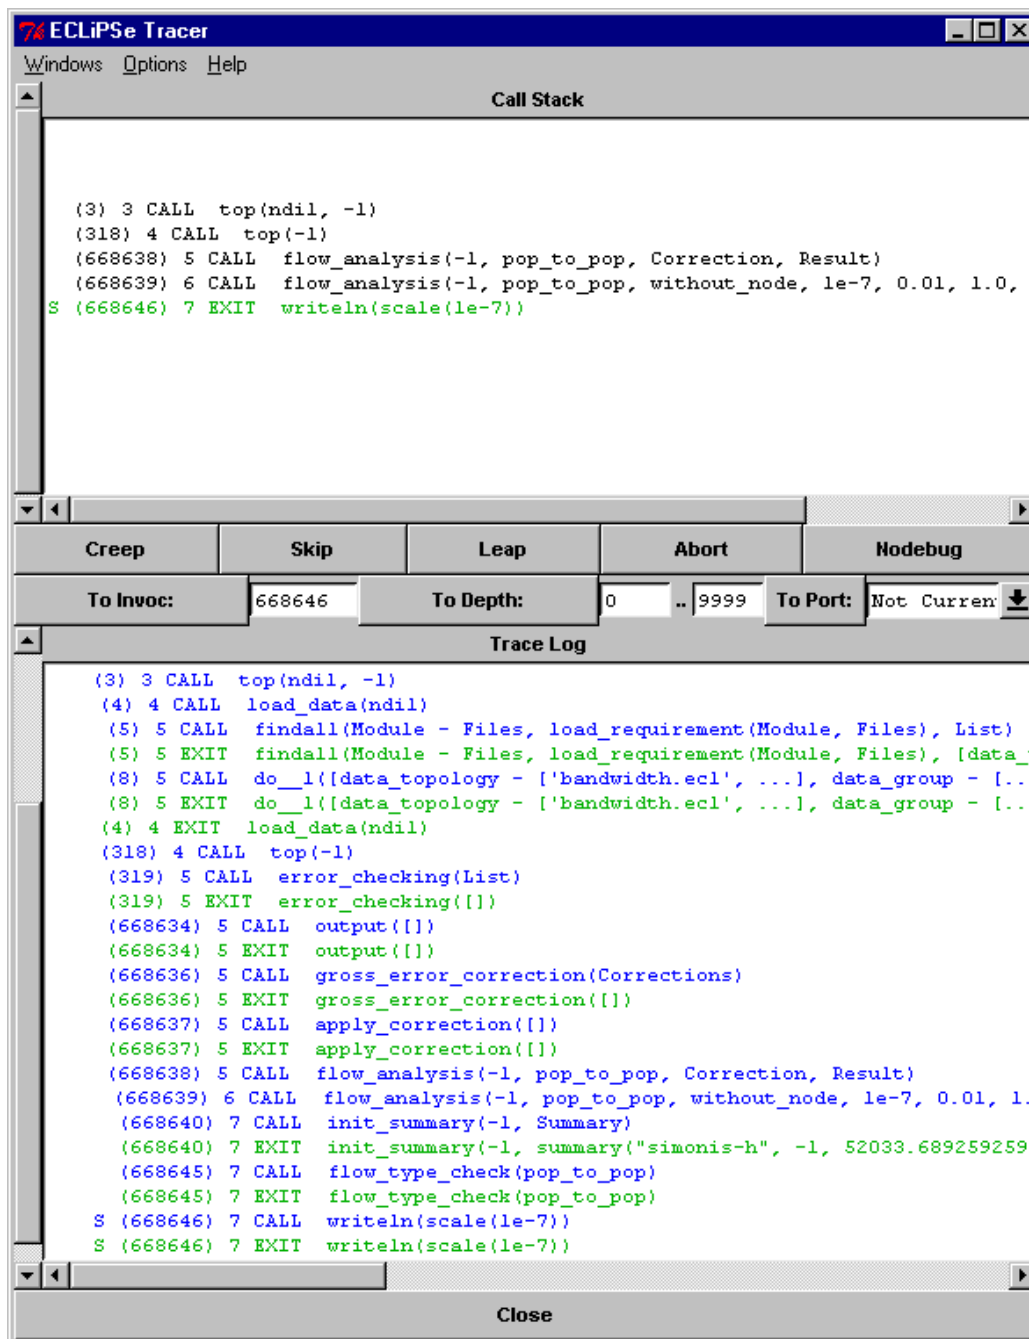 ECLiPSe Tracer
Windows Options Help
Call Stack
(3) 3 CALL top(ndil, -1)
(318) 4 CALL top(-1)
(668638) 5 CALL flow_analysis(-1, pop_to_pop, Correction, Result)
(668639) 6 CALL flow_analysis(-1, pop_to_pop, without_node, 1e-7, 0.01, 1.0,
S (668646) 7 EXIT writeln(scale(1e-7))
Creep Skip Leap Abort Nodebug
To Invoc: 668646 To Depth: 0 .. 9999 To Port: Not Curren
Trace Log
(3) 3 CALL top(ndil, -1)
(4) 4 CALL load_data(ndil)
(5) 5 CALL findall(Module - Files, load_requirement(Module, Files), List)
(5) 5 EXIT findall(Module - Files, load_requirement(Module, Files), [data_
(8) 5 CALL do__1([data_topology - ['bandwidth.ecl', ...], data_group - [..
(8) 5 EXIT do__1([data_topology - ['bandwidth.ecl', ...], data_group - [..
(4) 4 EXIT load_data(ndil)
(318) 4 CALL top(-1)
(319) 5 CALL error_checking(List)
(319) 5 EXIT error_checking([])
(668634) 5 CALL output([])
(668634) 5 EXIT output([])
(668636) 5 CALL gross_error_correction(Corrections)
(668636) 5 EXIT gross_error_correction([])
(668637) 5 CALL apply_correction([])
(668637) 5 EXIT apply_correction([])
(668638) 5 CALL flow_analysis(-1, pop_to_pop, Correction, Result)
(668639) 6 CALL flow_analysis(-1, pop_to_pop, without_node, 1e-7, 0.01, 1.
(668640) 7 CALL init_summary(-1, Summary)
(668640) 7 EXIT init_summary(-1, summary("simonis-h", -1, 52033.689259259
(668645) 7 CALL flow_type_check(pop_to_pop)
(668645) 7 EXIT flow_type_check(pop_to_pop)
S (668646) 7 CALL writeln(scale(1e-7))
S (668646) 7 EXIT writeln(scale(1e-7))
Close